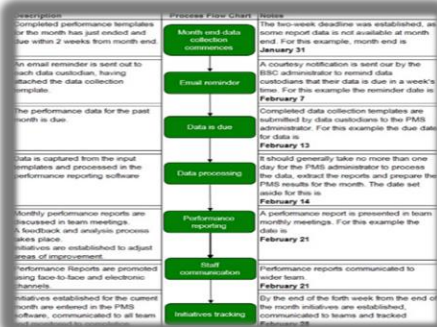 Description
Process Flow Chart
Notes
Completed performance templates
for the month has just ended and
due within 2 weeks from month end.
Month end-data
collection
commences
The two-week deadline was established, as
some report data is not available at month
end. For this example, month end is
January 31
An email reminder is sent out to
each data custodian, having
attached the data collection
template.
Email reminder
A courtesy notification is sent our by the
BSC administrator to remind data
custodians that their data is due in a week's
time. For this example the reminder date is
February 7
The performance data for the past
month is due.
Data is due
Completed data collection templates are
submitted by data custodians to the PMS
administrator. For this example the due date
for data is
February 13
Data is captured from the input
templates and processed in the
performance reporting software
Data processing
It should generally take no more than one
day for the PMS administrator to process
the data, extract the reports and prepare the
PMS results for the month. The date set
aside for this is
February 14
Monthly performance reports are
discussed in team meetings.
A feedback and analysis process
takes place.
Initiatives are established to adjust
areas of improvement.
Performance
reporting
A performance report is presented in team
monthly meetings. For this example the
date is
February 21
Performance Reports are promoted
using face-to-face and electronic
channels.
Staff
communication
Performance reports communicated to
wider team.
February 21
Initiatives established for the current
month are entered in the PMS
software, communicated to all team
and monitored to completion
Initiatives tracking
By the end of the forth week from the end of
the month initiatives are established,
communicated to teams and tracked
February 28